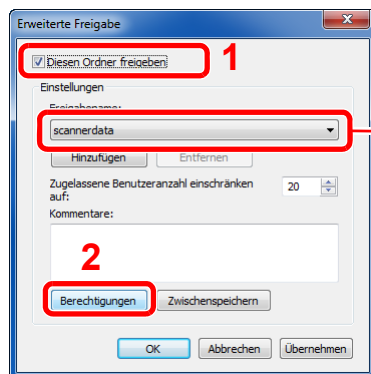 Erweiterte Freigabe
1
Diesen Ordner freigeben
Einstellungen
Freigabename:
scannerdata
Hinzufügen Entfernen
Zugelassene Benutzeranzahl einschränken 20
auf:
Kommentare:
2
Berechtigungen Zwischenspeichern
OK Abbrechen Übernehmen